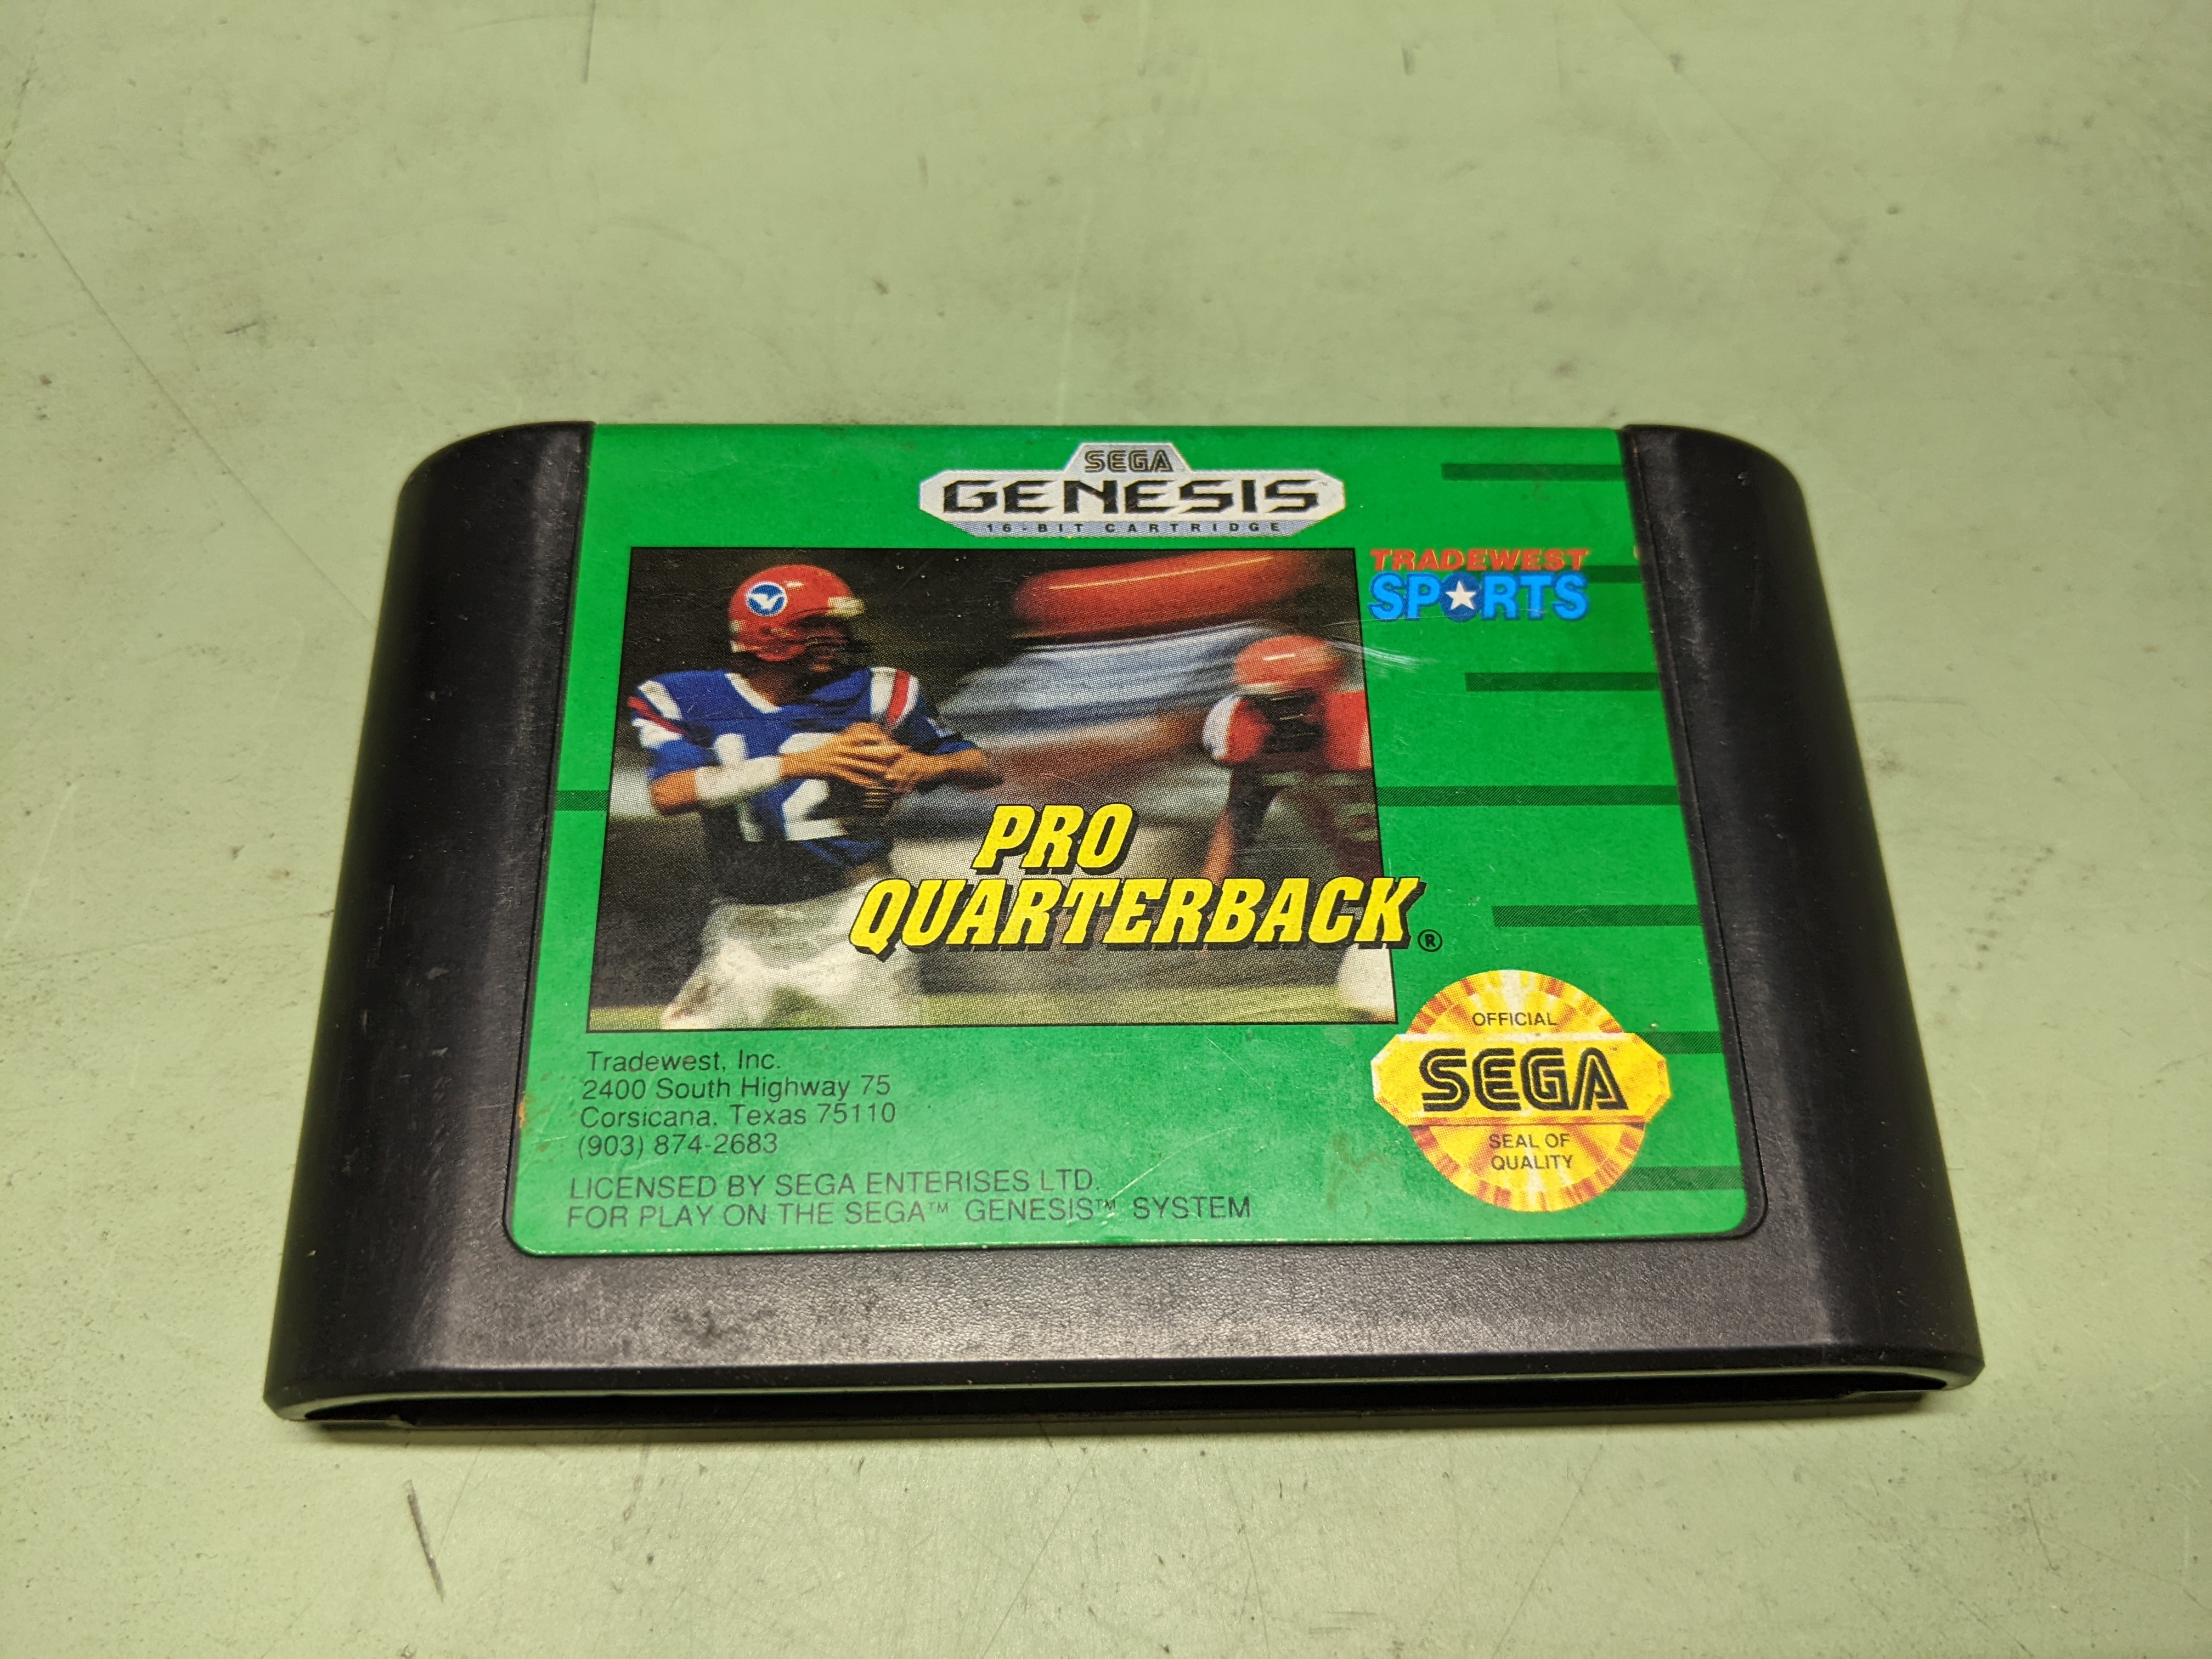 SEGA
GENESIS
16-BIT CARTRIDGE
TRADEWEST
SPORTS
12
PRO
QUARTERBACK®
Tradewest, Inc.
2400 South Highway 75
Corsicana, Texas 75110
(903) 874-2683
LICENSED BY SEGA ENTERISES LTD.
FOR PLAY ON THE SEGA™ GENESIS™ SYSTEM
OFFICIAL
SEGA
SEAL OF
QUALITY